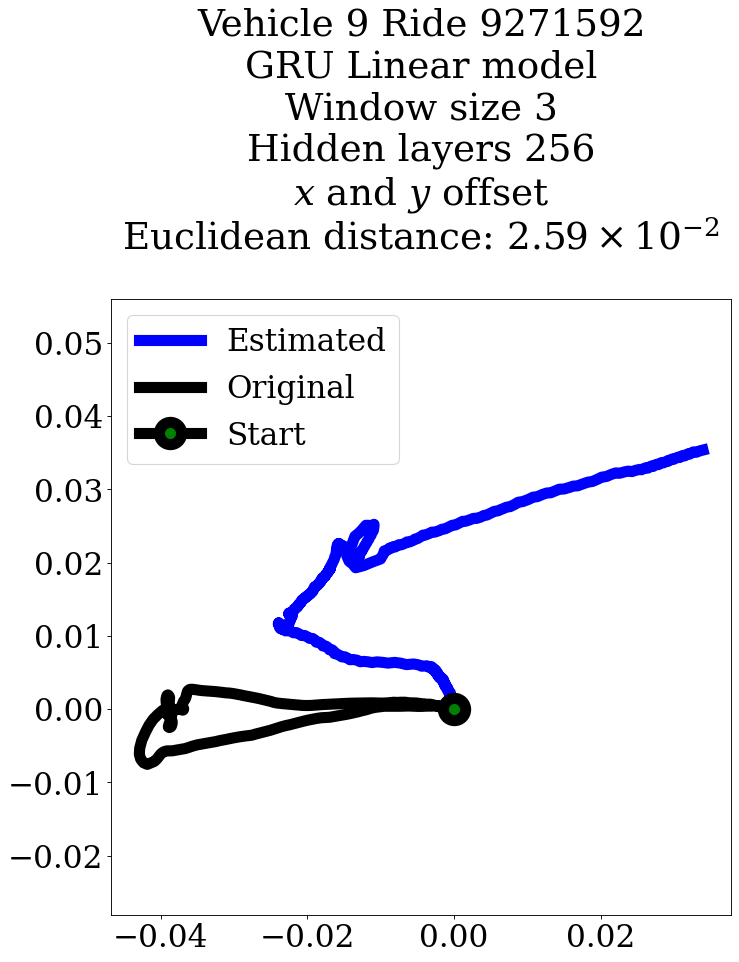 Vehicle 9 Ride 9271592
GRU Linear model
Window size 3
Hidden layers 256
x and y offset
Euclidean distance: 2.59 × 10⁻²
Estimated
Original
Start
0.05
0.04
0.03
0.02
0.01
0.00
−0.01
−0.02
−0.04 −0.02 0.00 0.02